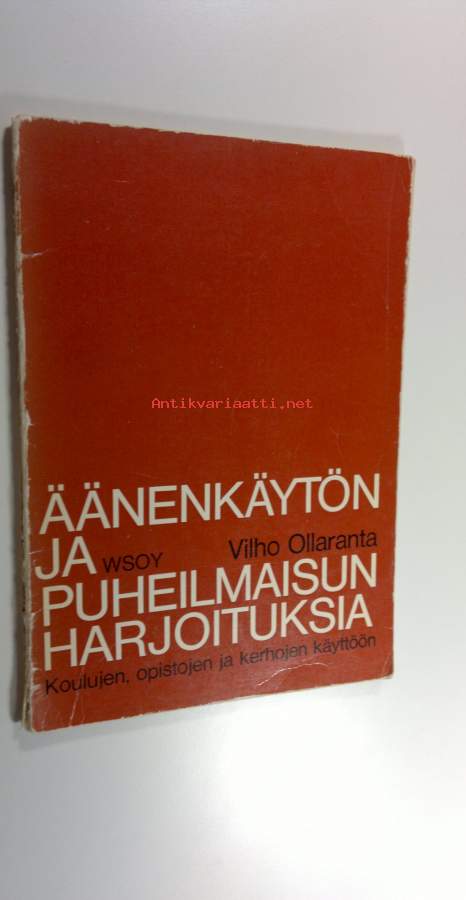 Antikvariaatti.net
ÄÄNENKÄYTÖN
JA WSOY Vilho Ollaranta
PUHEILMAISUN
HARJOITUKSIA
Koulujen, opistojen ja kerhojen käyttöön